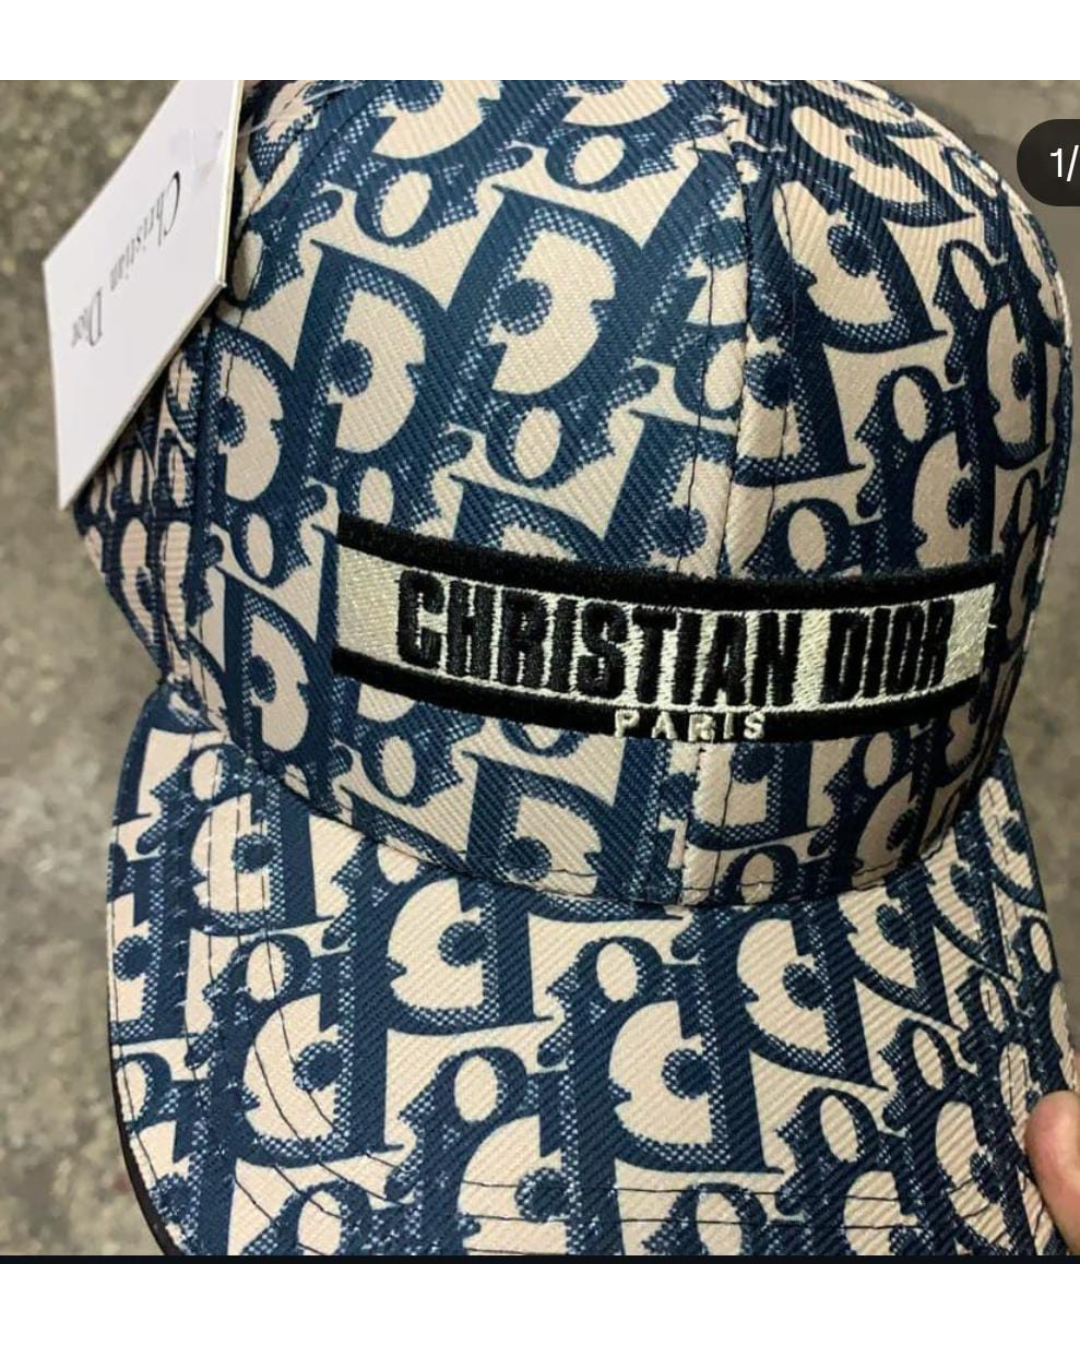 1/
Christian Dior
CHRISTIAN DIOR
PARIS